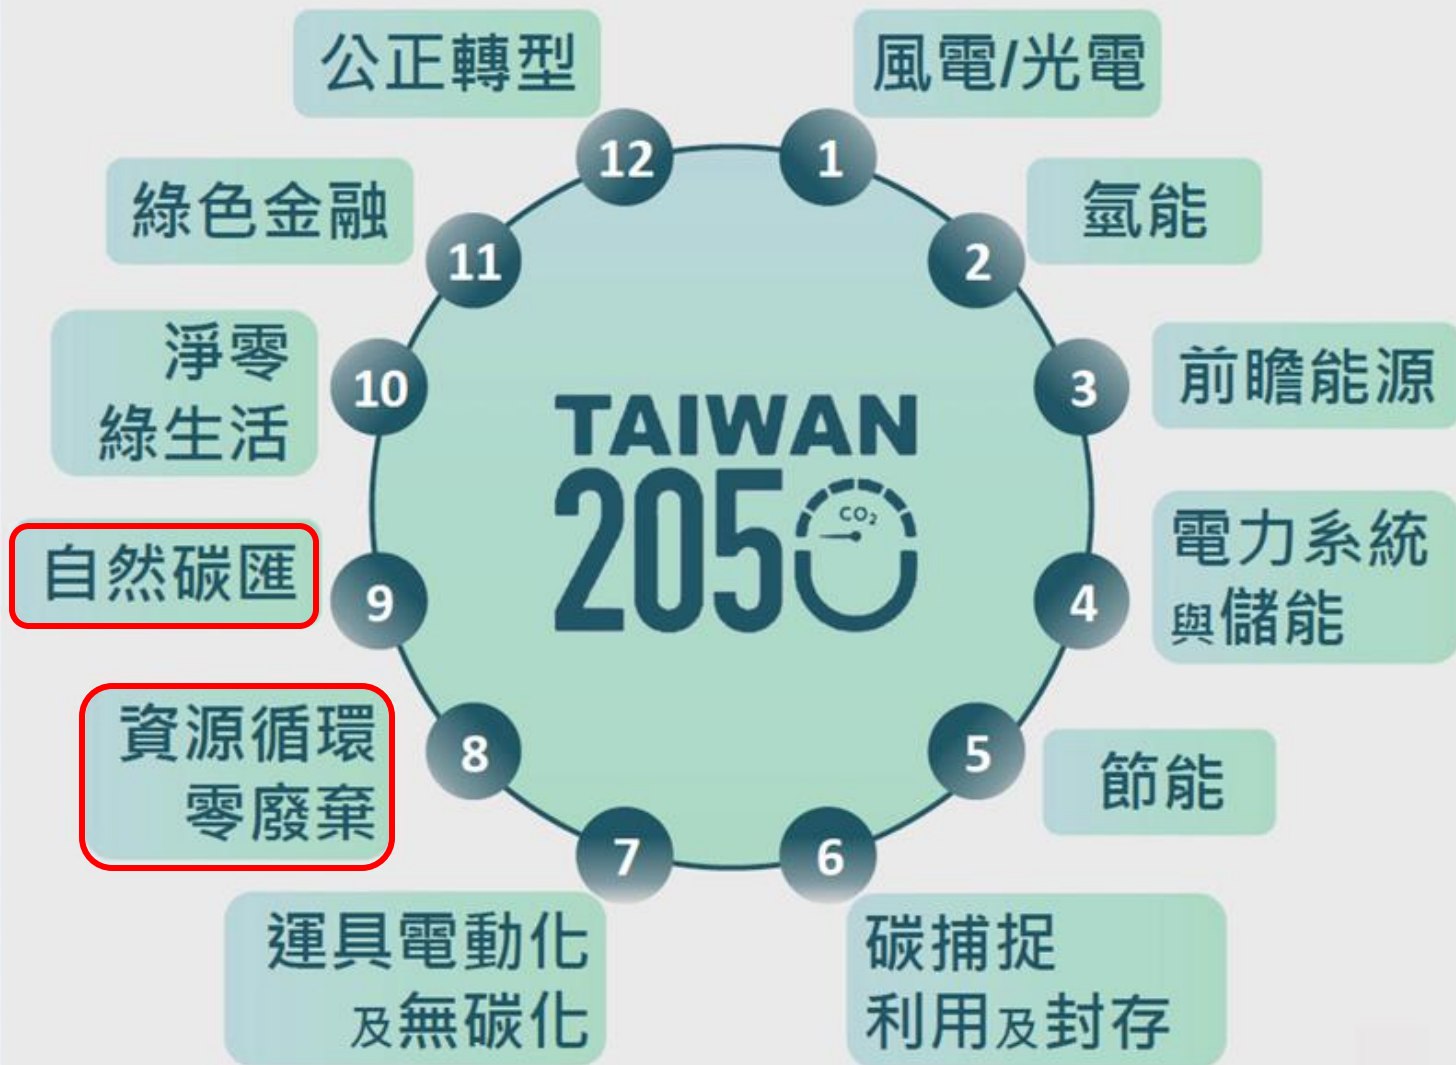 公正轉型
風電/光電
12
1
綠色金融
氫能
11
2
淨零
綠生活
10
3
前瞻能源
TAIWAN
2050
CO₂
自然碳匯
9
4
電力系統
與儲能
資源循環
零廢棄
8
5
節能
7
6
運具電動化
及無碳化
碳捕捉
利用及封存